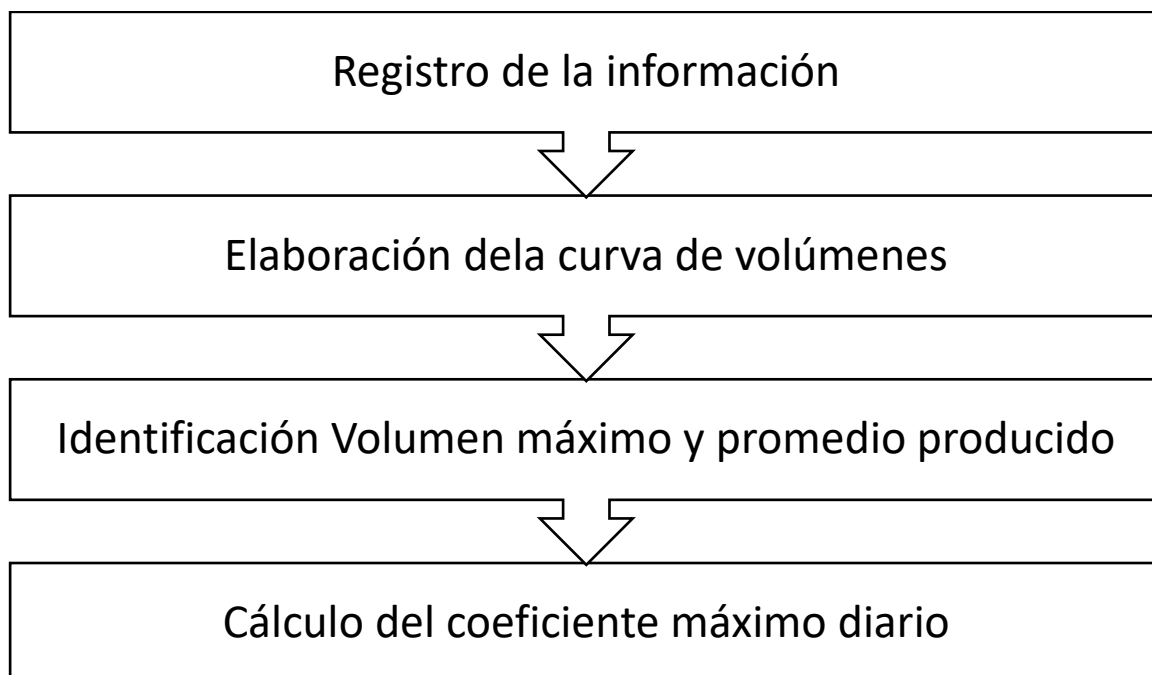 Registro de la información
Elaboración dela curva de volúmenes
Identificación Volumen máximo y promedio producido
Cálculo del coeficiente máximo diario